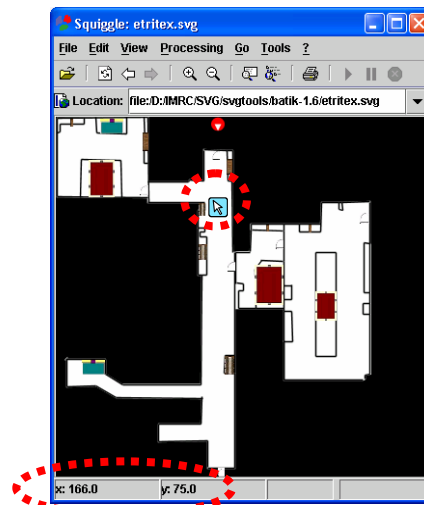 Squiggle: etritex.svg
File Edit View Processing Go Tools ?
Location: file:/D:/IMRC/SVG/svgtools/batik-1.6/etritex.svg
x: 166.0 y: 75.0